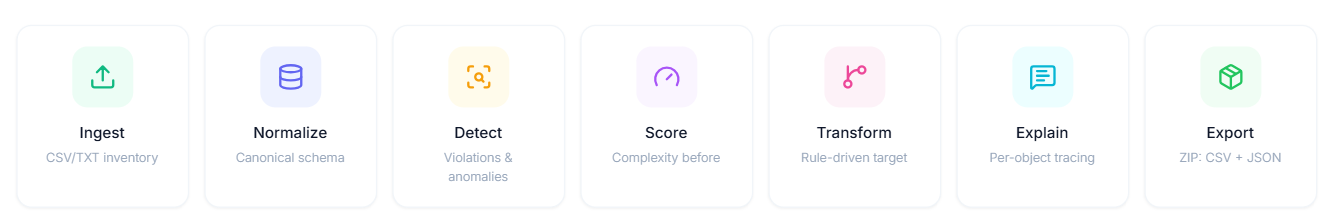 Ingest
CSV/TXT inventory
Normalize
Canonical schema
Detect
Violations &
anomalies
Score
Complexity before
Transform
Rule-driven target
Explain
Per-object tracing
Export
ZIP: CSV + JSON